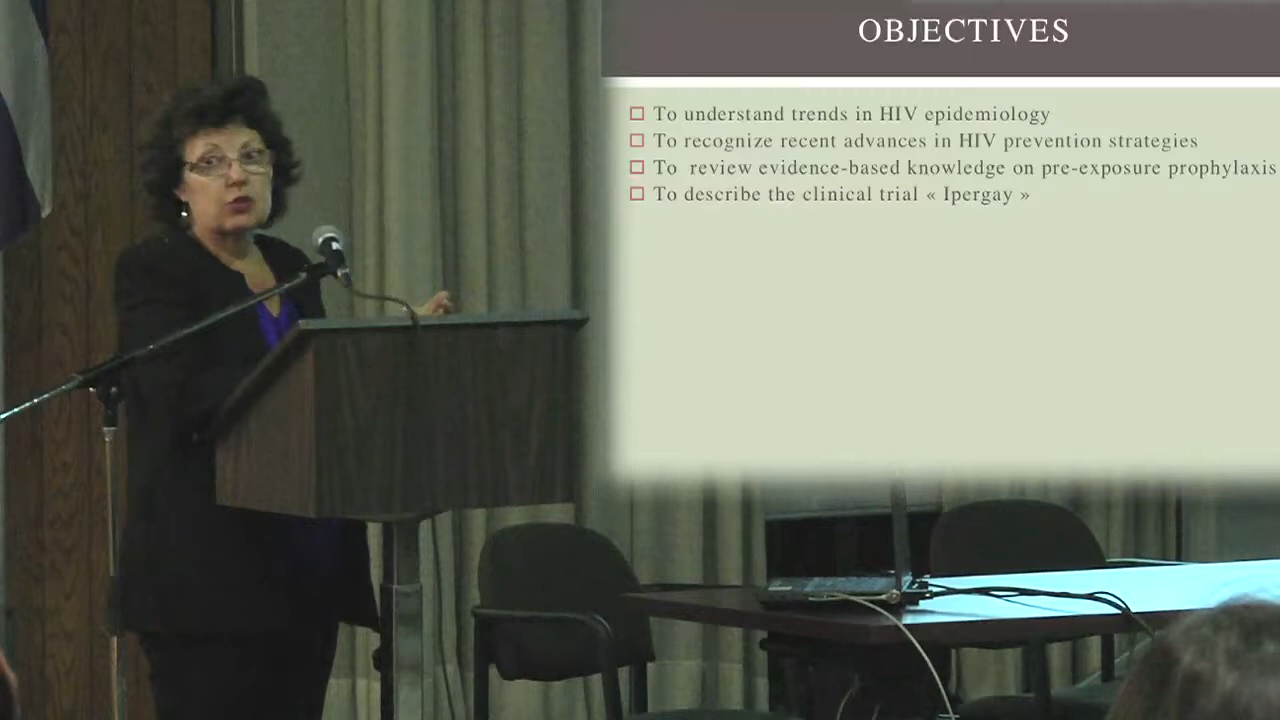 OBJECTIVES
To understand trends in HIV epidemiology
To recognize recent advances in HIV prevention strategies
To review evidence-based knowledge on pre-exposure prophylaxis
To describe the clinical trial « Ipergay »